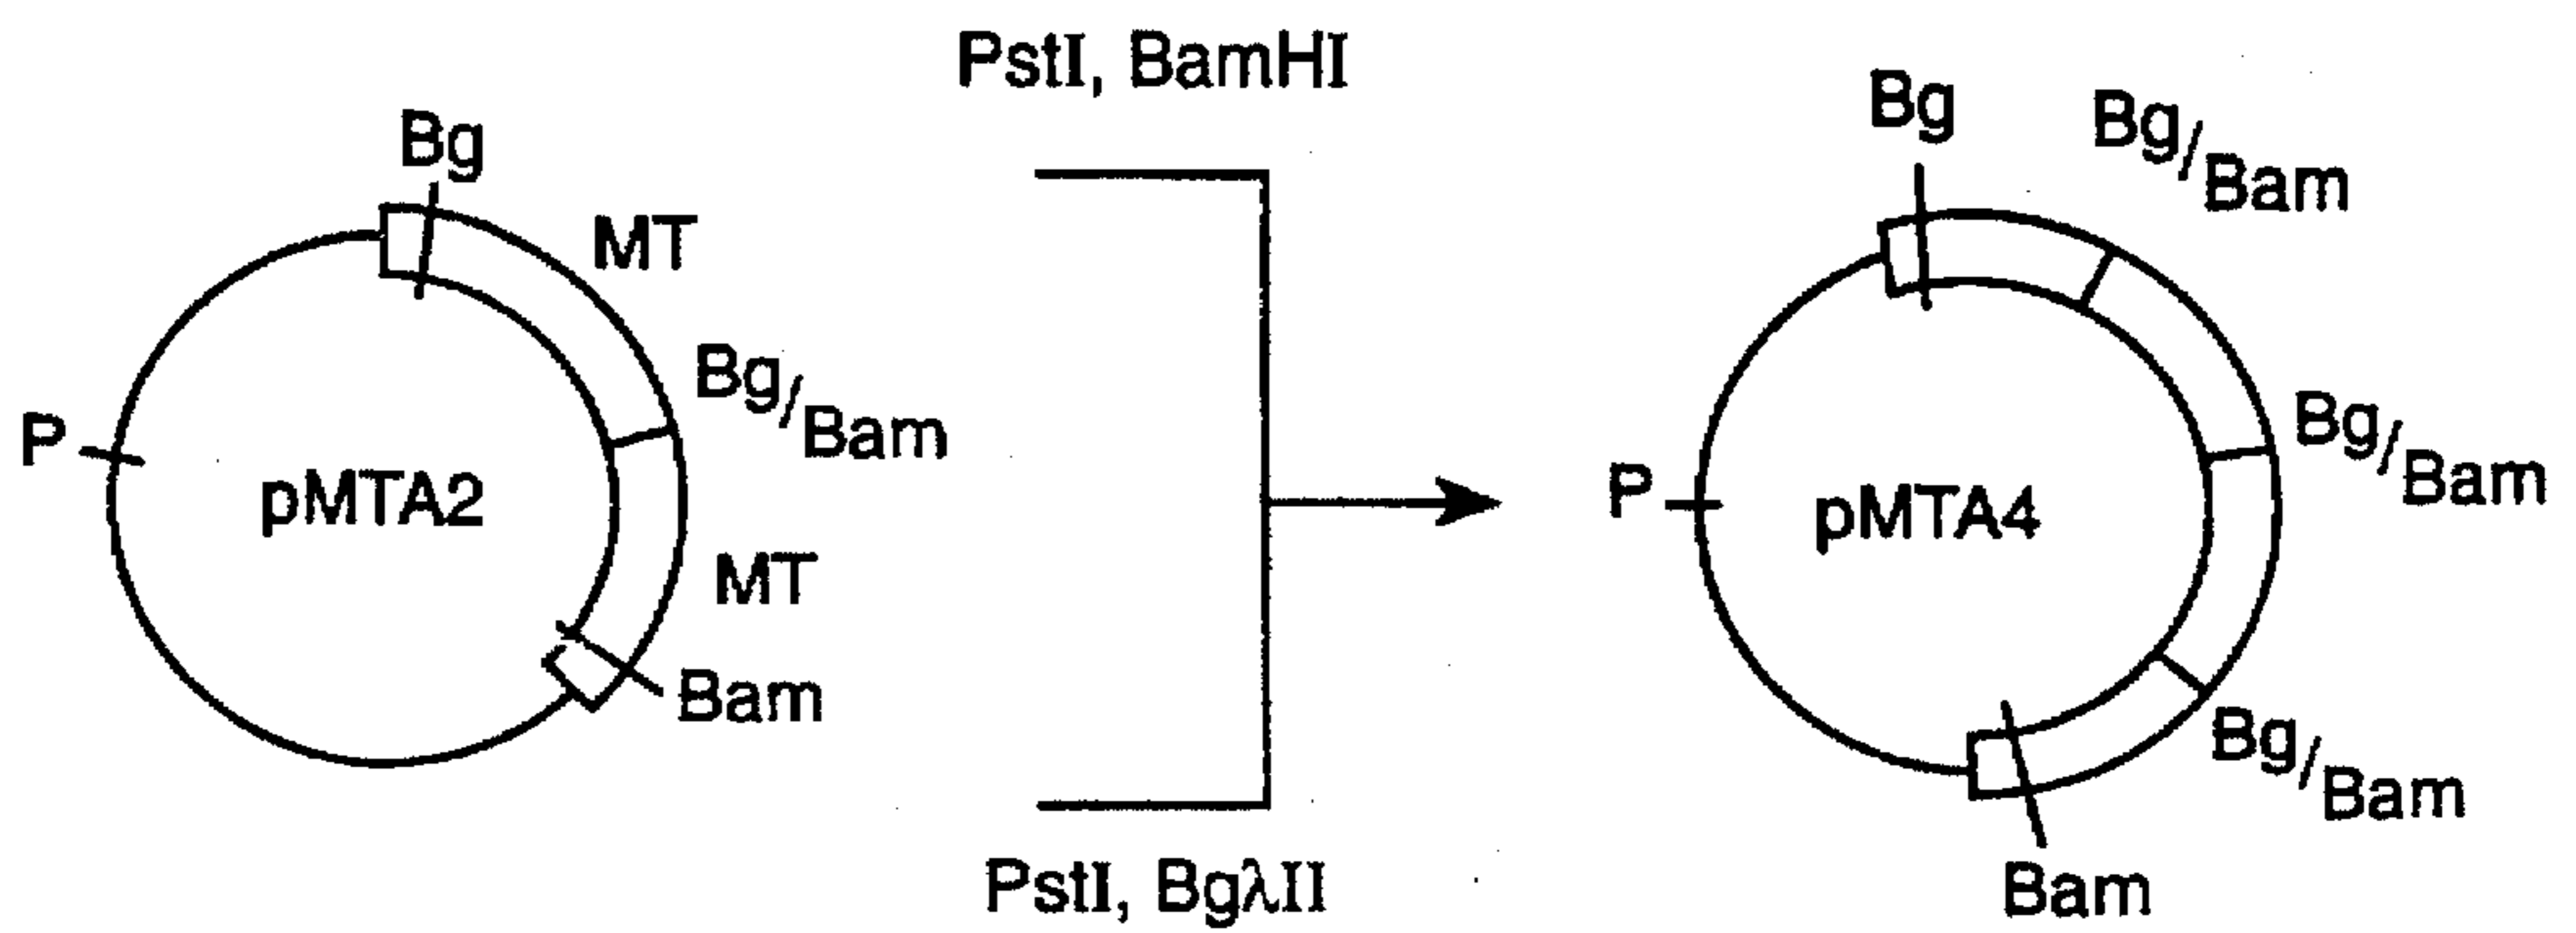 PstI, BamHI
Bg
MT
Bg/Bam
P
pMTA2
MT
Bam
PstI, BgλII
Bg
Bg/Bam
Bg/Bam
P
pMTA4
Bg/Bam
Bam